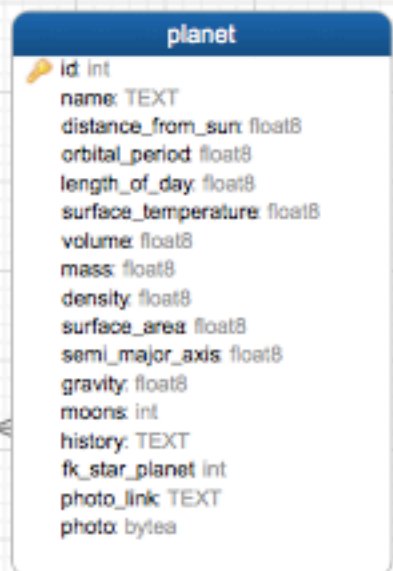 planet
id: int
name: TEXT
distance_from_sun: float8
orbital_period: float8
length_of_day: float8
surface_temperature: float8
volume: float8
mass: float8
density: float8
surface_area: float8
semi_major_axis: float8
gravity: float8
moons: int
history: TEXT
fk_star_planet: int
photo_link: TEXT
photo: bytea